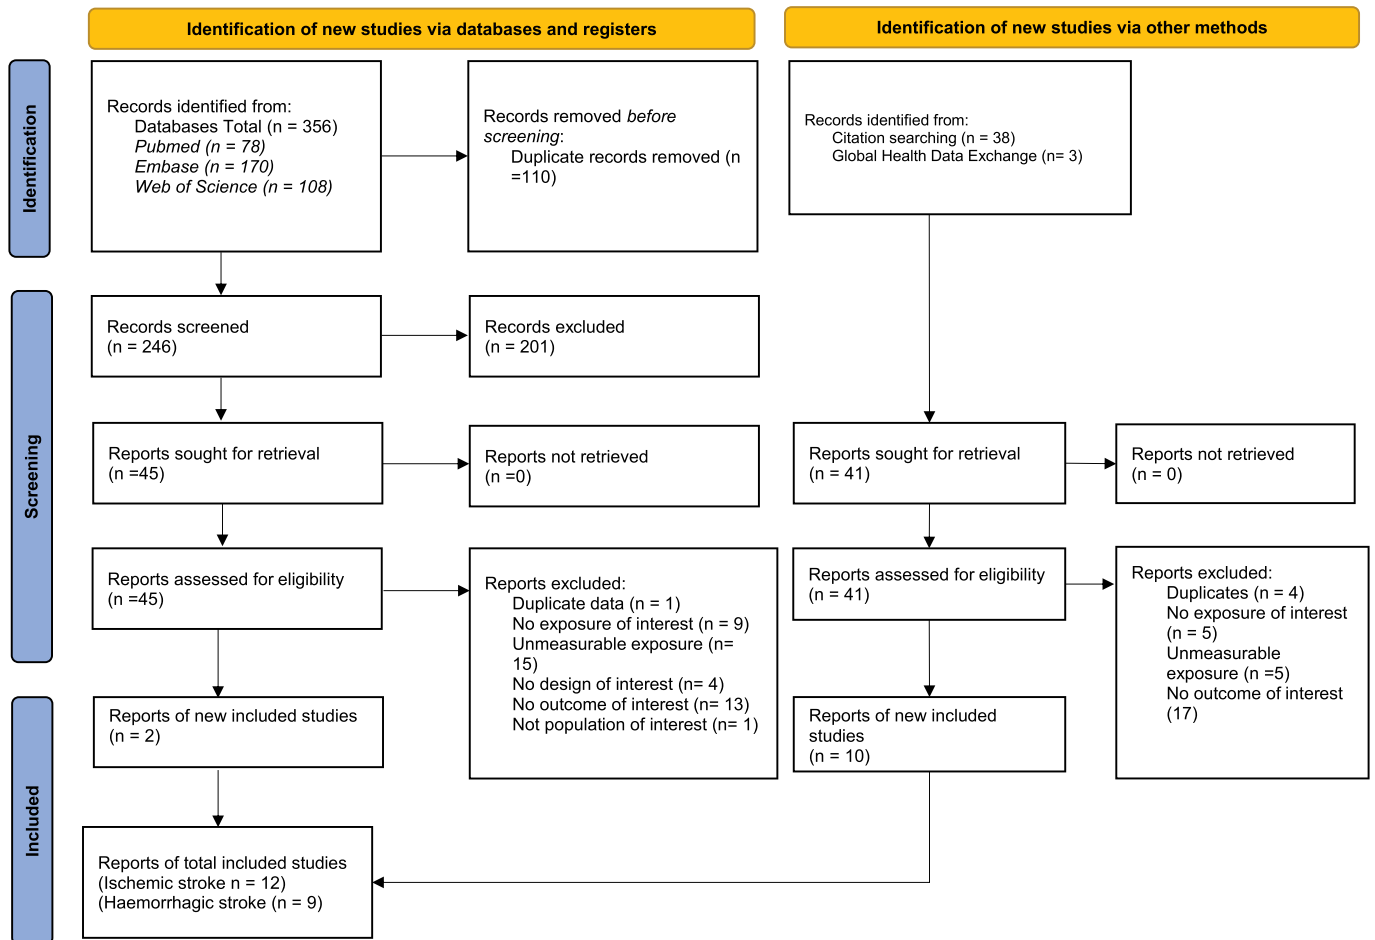 Identification of new studies via databases and registers
Identification of new studies via other methods
Identification
Records identified from:
Databases Total (n = 356)
Pubmed (n = 78)
Embase (n = 170)
Web of Science (n = 108)
Records removed before
screening:
Duplicate records removed (n
=110)
Records identified from:
Citation searching (n = 38)
Global Health Data Exchange (n= 3)
Screening
Records screened
(n = 246)
Records excluded
(n = 201)
Reports sought for retrieval
(n =45)
Reports not retrieved
(n =0)
Reports sought for retrieval
(n = 41)
Reports not retrieved
(n = 0)
Reports assessed for eligibility
(n =45)
Reports excluded:
Duplicate data (n = 1)
No exposure of interest (n = 9)
Unmeasurable exposure (n=
15)
No design of interest (n= 4)
No outcome of interest (n= 13)
Not population of interest (n= 1)
Reports assessed for eligibility
(n = 41)
Reports excluded:
Duplicates (n = 4)
No exposure of interest
(n = 5)
Unmeasurable
exposure (n =5)
No outcome of interest
(17)
Included
Reports of new included studies
(n = 2)
Reports of new included
studies
(n = 10)
Reports of total included studies
(Ischemic stroke n = 12)
(Haemorrhagic stroke (n = 9)